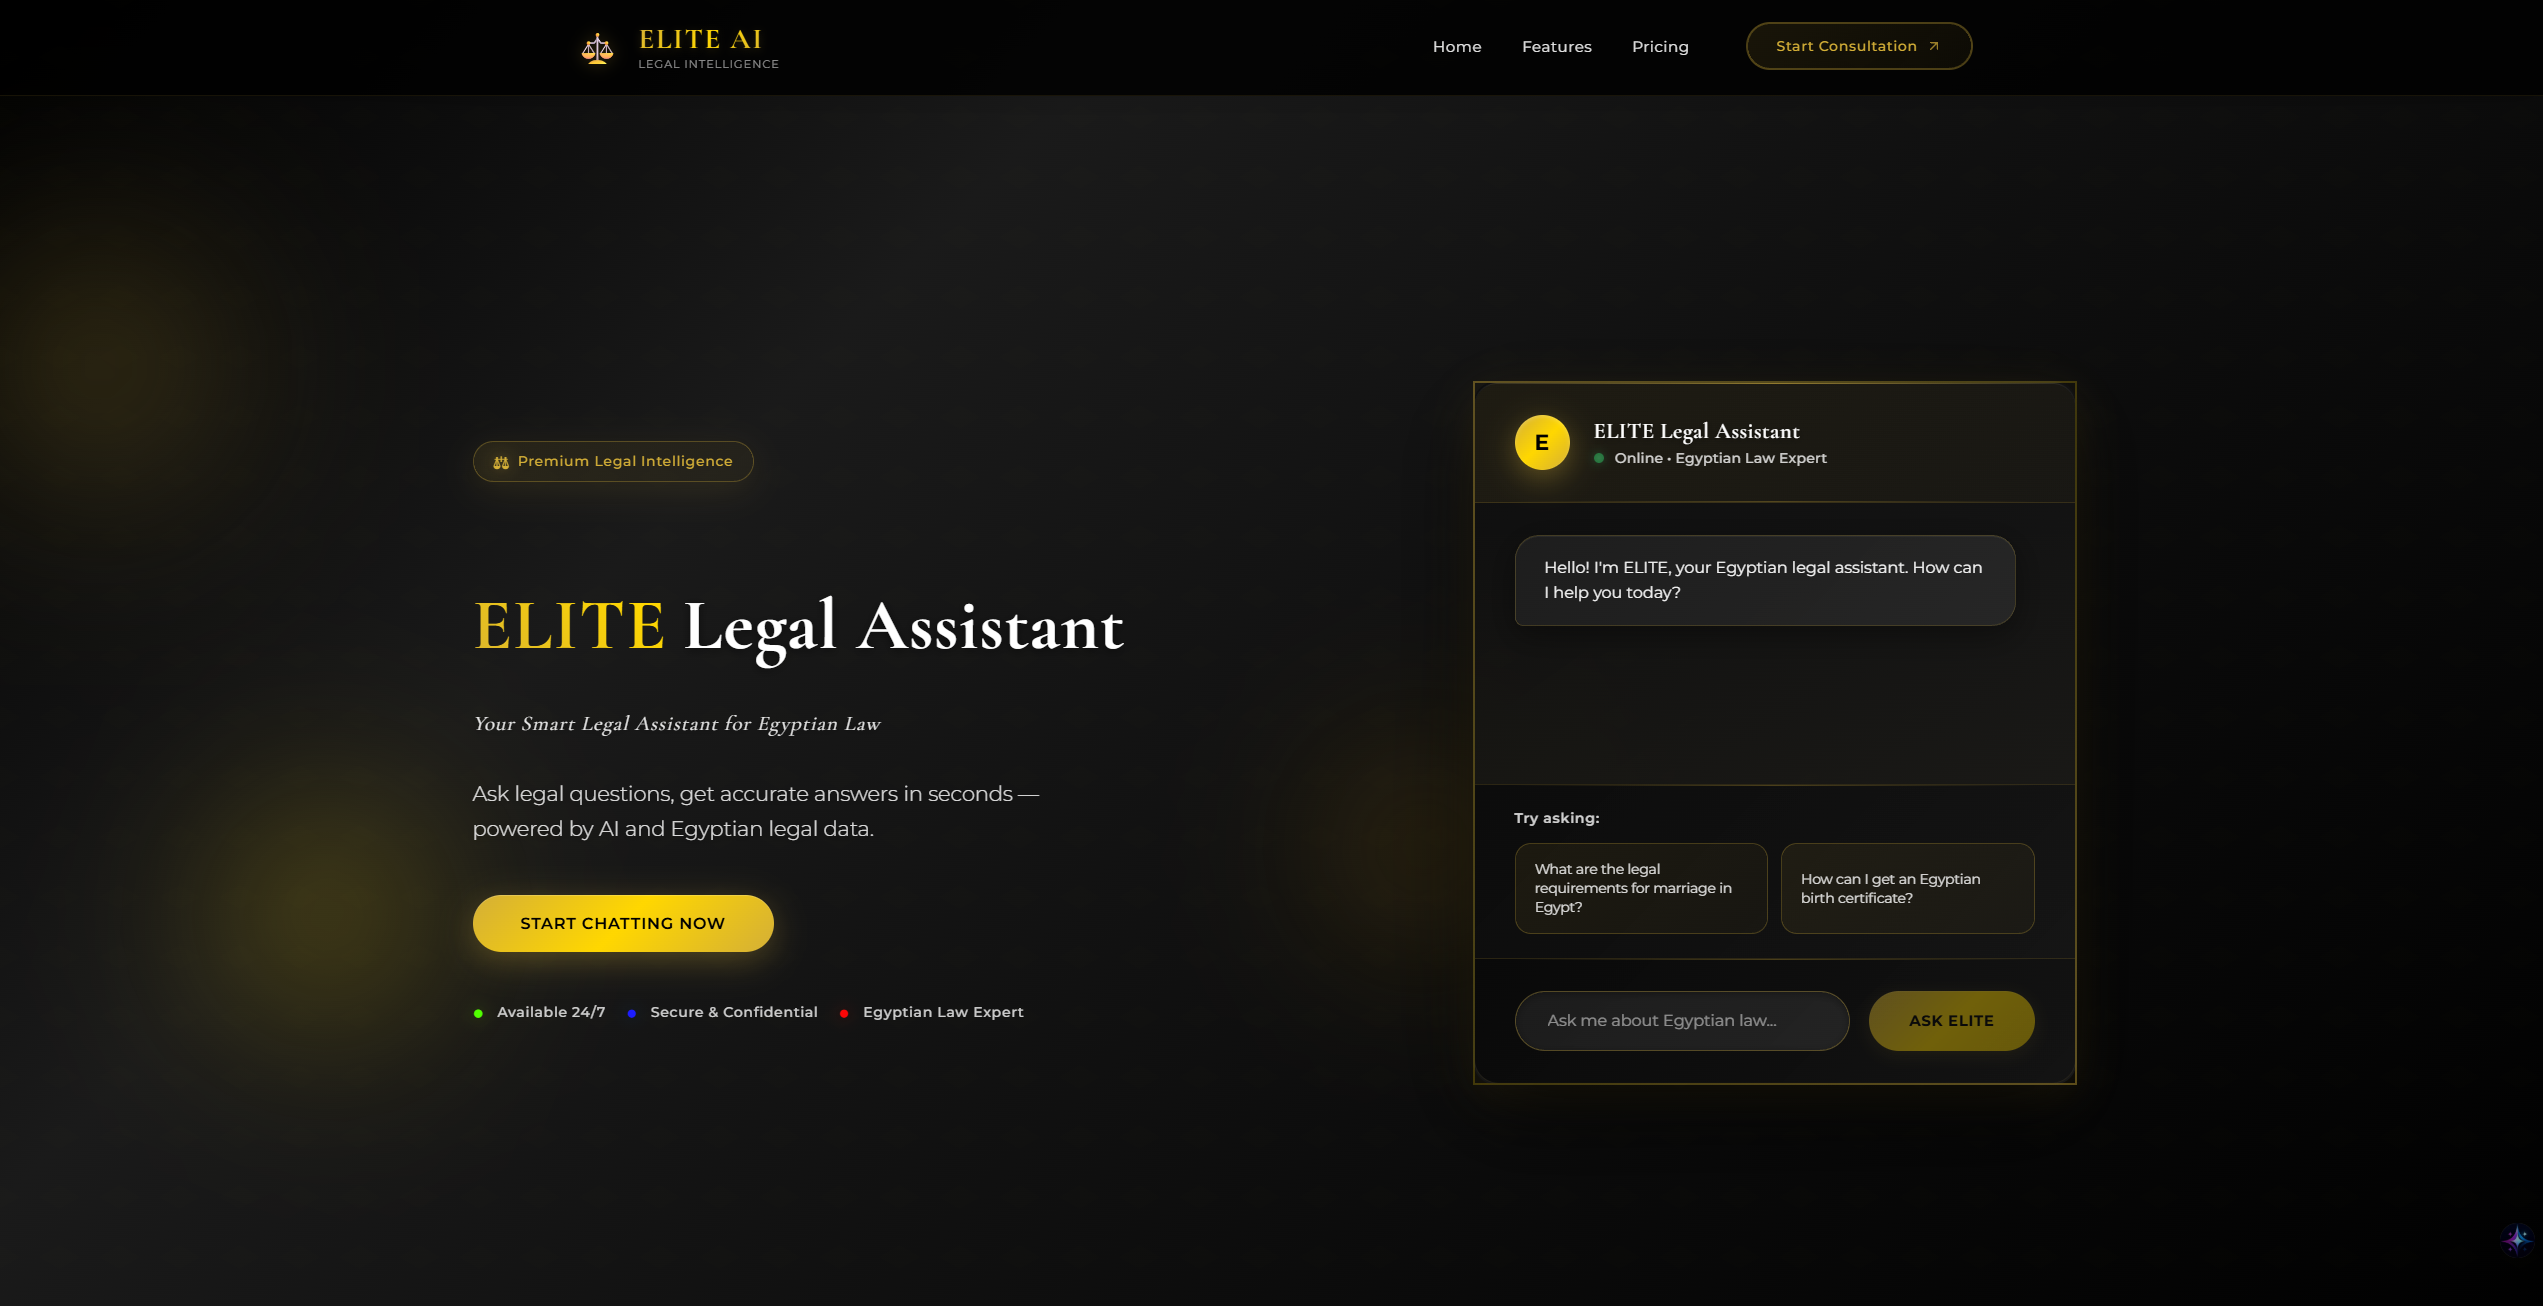 ELITE AI
LEGAL INTELLIGENCE
Home
Features
Pricing
Start Consultation
Premium Legal Intelligence
ELITE Legal Assistant
Your Smart Legal Assistant for Egyptian Law
Ask legal questions, get accurate answers in seconds —
powered by AI and Egyptian legal data.
START CHATTING NOW
Available 24/7
Secure & Confidential
Egyptian Law Expert
E
ELITE Legal Assistant
Online • Egyptian Law Expert
Hello! I'm ELITE, your Egyptian legal assistant. How can
I help you today?
Try asking:
What are the legal
requirements for marriage in
Egypt?
How can I get an Egyptian
birth certificate?
Ask me about Egyptian law...
ASK ELITE